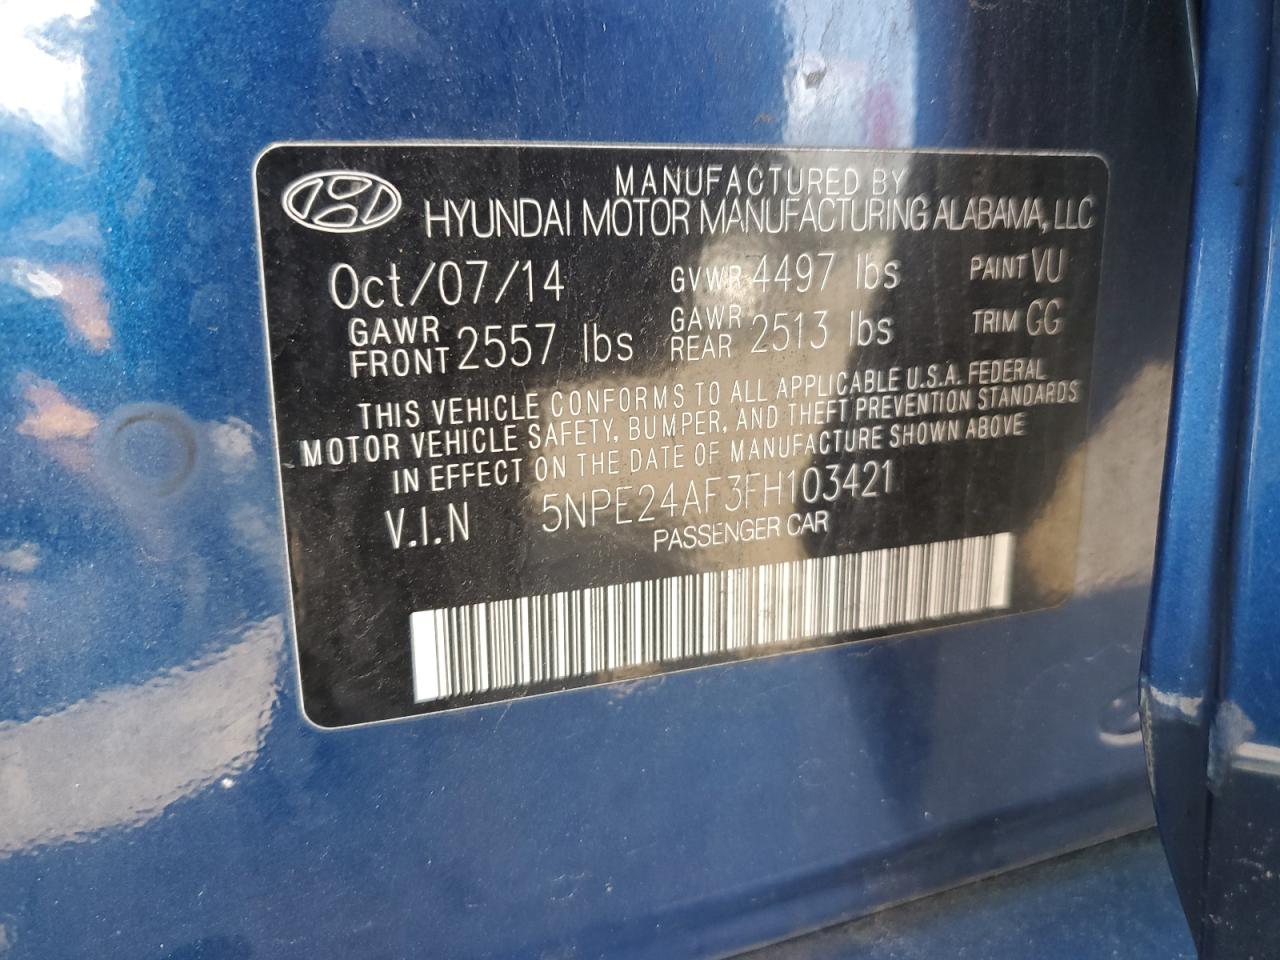 MANUFACTURED BY
HYUNDAI MOTOR MANUFACTURING ALABAMA, LLC
Oct/07/14 GVWR 4497 lbs PAINT VU
GAWR FRONT 2557 lbs GAWR REAR 2513 lbs TRIM GG
THIS VEHICLE CONFORMS TO ALL APPLICABLE U.S.A. FEDERAL
MOTOR VEHICLE SAFETY, BUMPER, AND THEFT PREVENTION STANDARDS
IN EFFECT ON THE DATE OF MANUFACTURE SHOWN ABOVE
V.I.N 5NPE24AF3FH103421
PASSENGER CAR